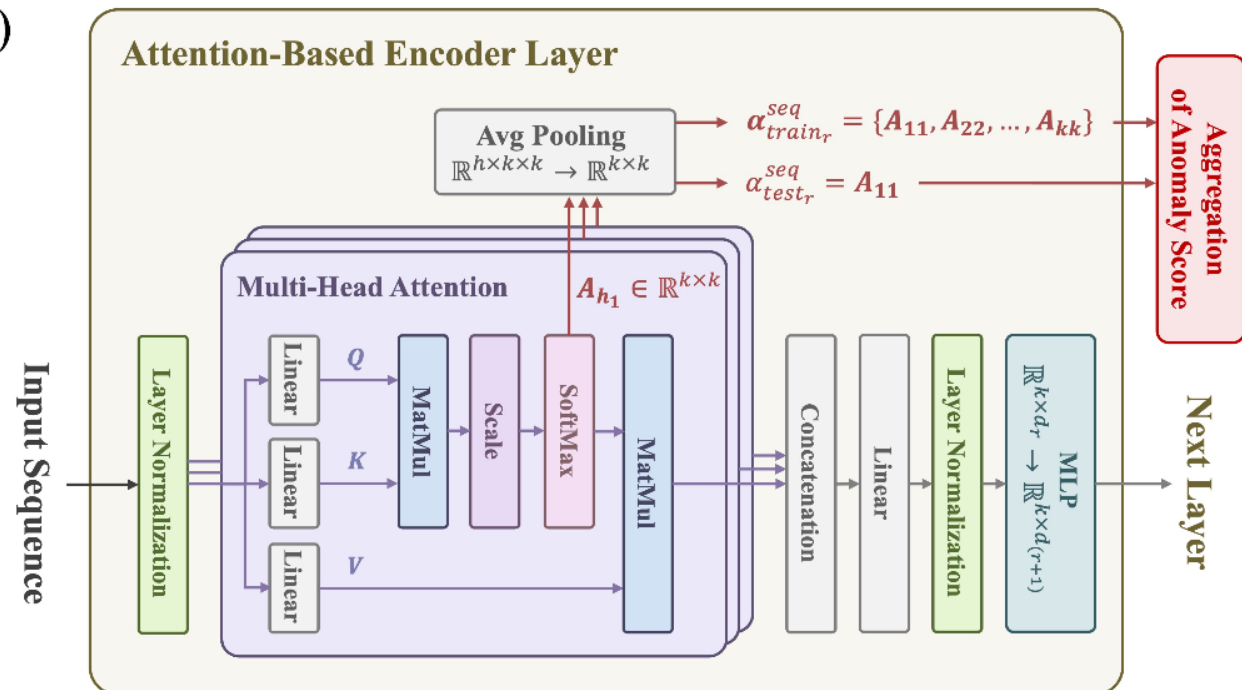 )
Attention-Based Encoder Layer
Avg Pooling
ℝ^{h×k×k} → ℝ^{k×k}
α^{seq}_{train_r} = {A_{11}, A_{22}, ..., A_{kk}}
α^{seq}_{test_r} = A_{11}
Aggregation
of Anomaly Score
Multi-Head Attention
A_{h_1} ∈ ℝ^{k×k}
Input Sequence
Layer Normalization
Linear
Q
Linear
K
Linear
V
MatMul
Scale
SoftMax
MatMul
Concatenation
Linear
Layer Normalization
MLP
ℝ^{k×d_r} → ℝ^{k×d_{(r+1)}}
Next Layer